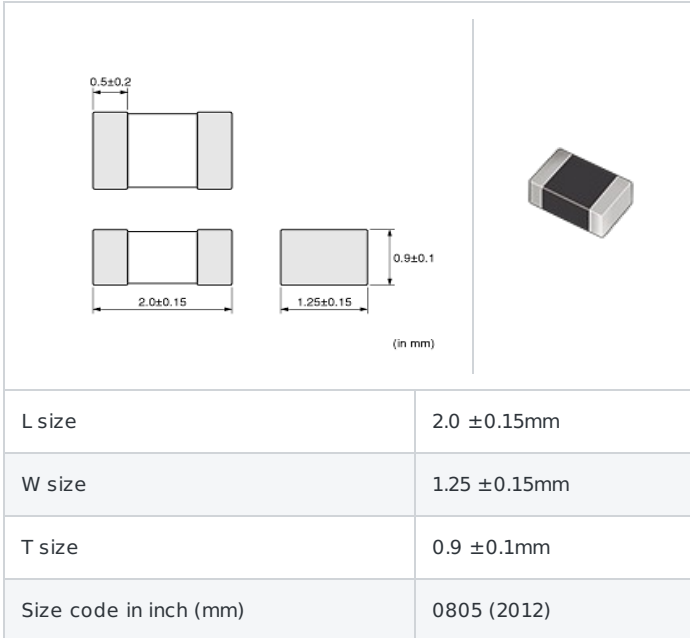 0.5±0.2
0.9±0.1
2.0±0.15
1.25±0.15
(in mm)
L size
2.0 ±0.15mm
W size
1.25 ±0.15mm
T size
0.9 ±0.1mm
Size code in inch (mm)
0805 (2012)